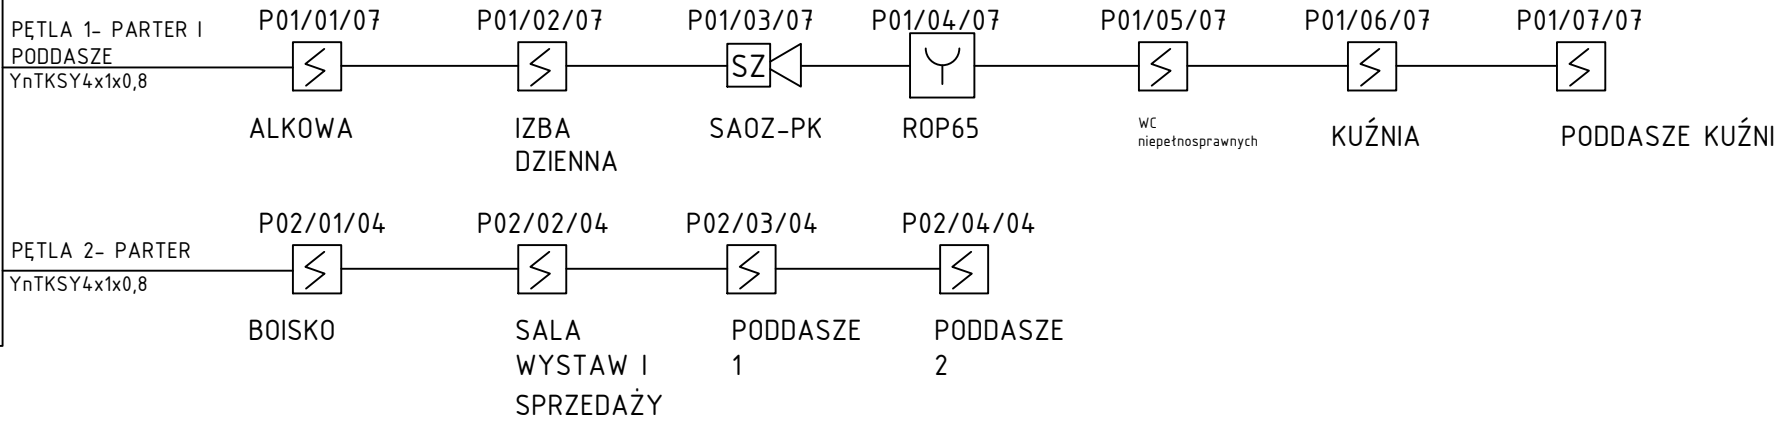 PĘTLA 1- PARTER I
PODDASZE
YnTKSY4x1x0,8
P01/01/07
P01/02/07
P01/03/07
P01/04/07
P01/05/07
P01/06/07
P01/07/07
SZ
ALKOWA
IZBA
DZIENNA
SAOZ-PK
ROP65
WC
niepełnosprawnych
KUŹNIA
PODDASZE KUŹNI
PĘTLA 2- PARTER
YnTKSY4x1x0,8
P02/01/04
P02/02/04
P02/03/04
P02/04/04
BOISKO
SALA
WYSTAW I
SPRZEDAŻY
PODDASZE
1
PODDASZE
2